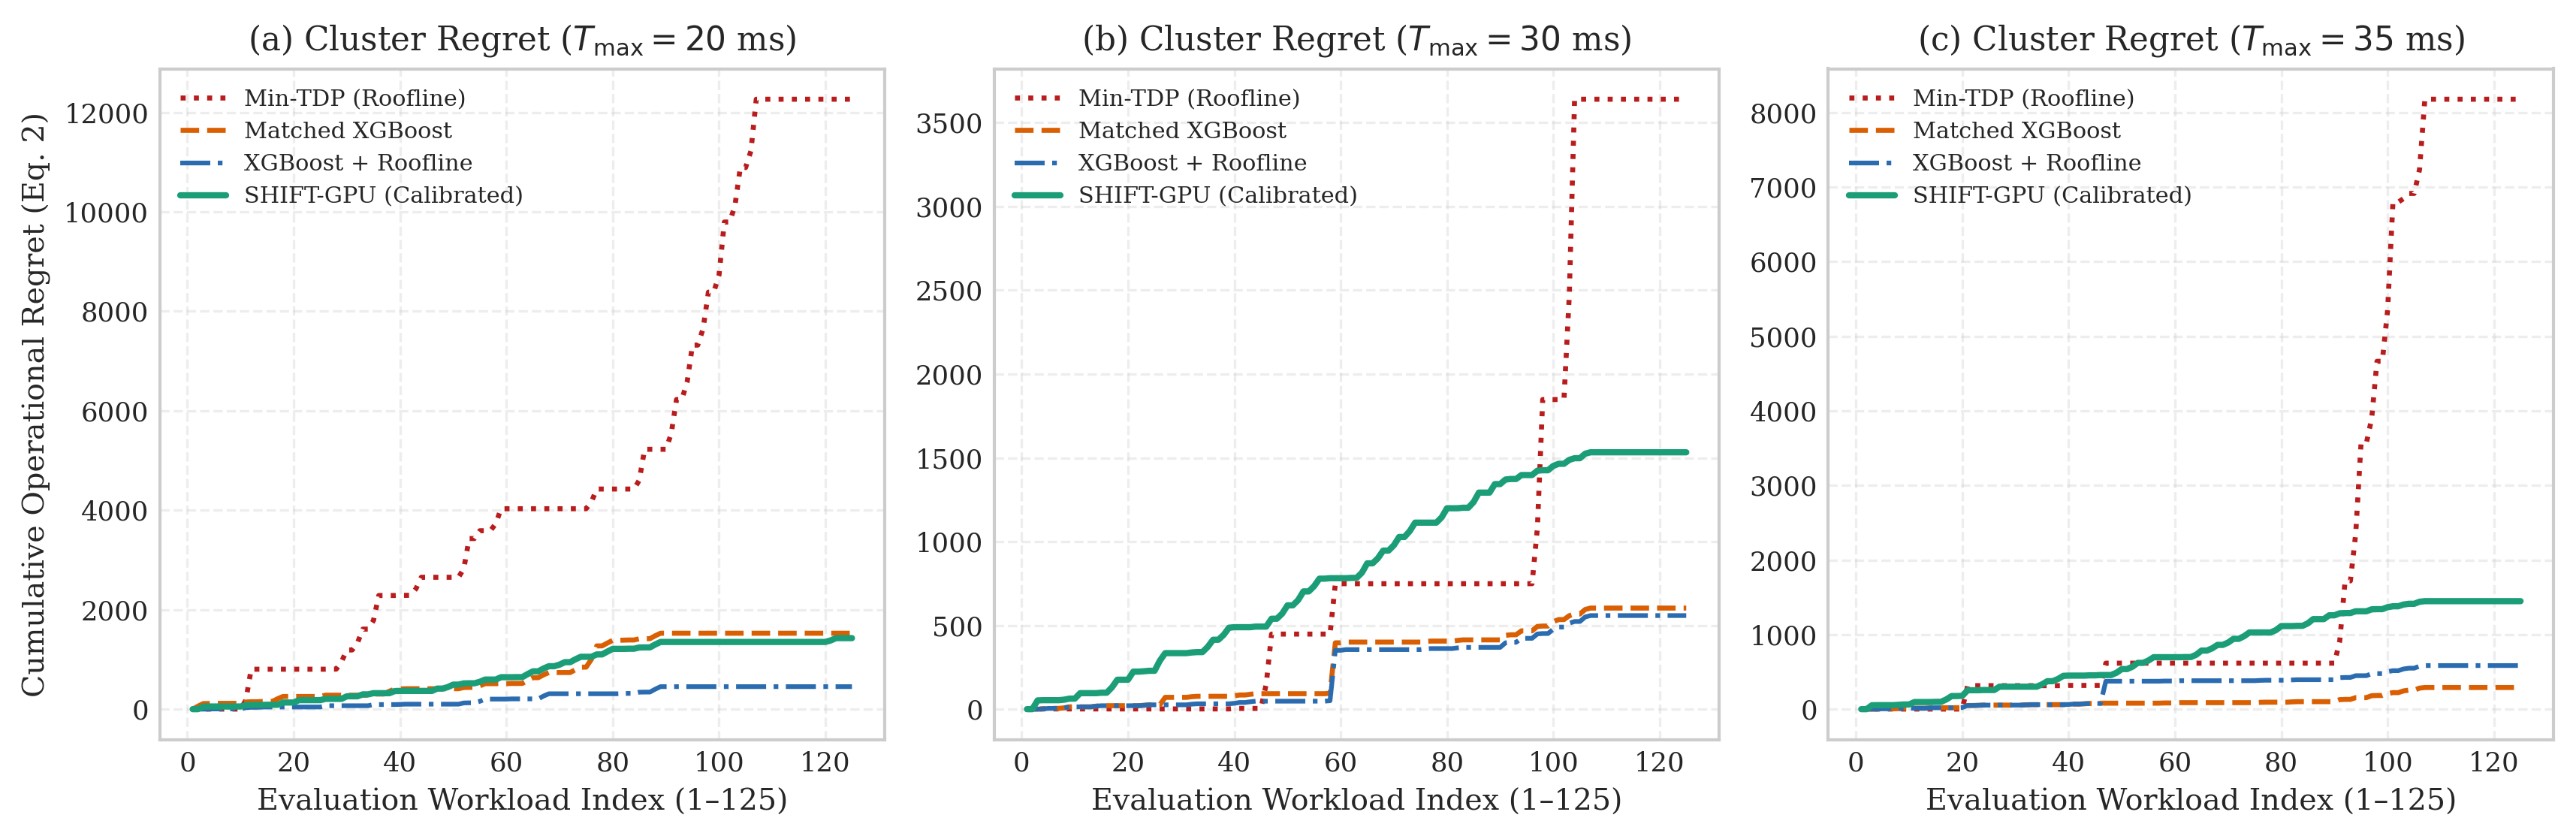 (a) Cluster Regret (T_max = 20 ms)
Cumulative Operational Regret (Eq. 2)
12000
10000
8000
6000
4000
2000
0
Min-TDP (Roofline)
Matched XGBoost
XGBoost + Roofline
SHIFT-GPU (Calibrated)
0 20 40 60 80 100 120
Evaluation Workload Index (1–125)
(b) Cluster Regret (T_max = 30 ms)
3500
3000
2500
2000
1500
1000
500
0
Min-TDP (Roofline)
Matched XGBoost
XGBoost + Roofline
SHIFT-GPU (Calibrated)
0 20 40 60 80 100 120
Evaluation Workload Index (1–125)
(c) Cluster Regret (T_max = 35 ms)
8000
7000
6000
5000
4000
3000
2000
1000
0
Min-TDP (Roofline)
Matched XGBoost
XGBoost + Roofline
SHIFT-GPU (Calibrated)
0 20 40 60 80 100 120
Evaluation Workload Index (1–125)